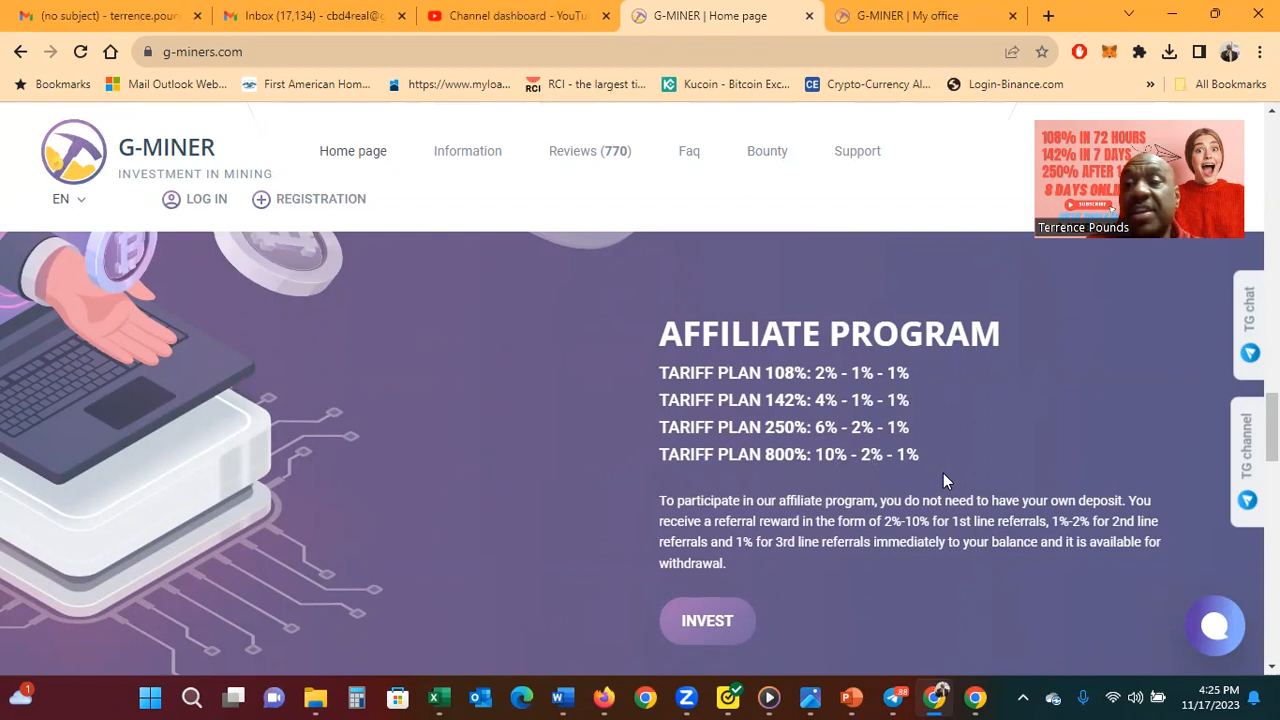 (no subject) - terrence.poun
Inbox (17,134) - cbd4real@g
Channel dashboard - YouTu
G-MINER | Home page
G-MINER | My office
g-miners.com
Bookmarks
Mail Outlook Web...
First American Hom...
https://www.myloa...
RCI - the largest ti...
Kucoin - Bitcoin Exc...
Crypto-Currency Al...
Login-Binance.com
All Bookmarks
G-MINER
INVESTMENT IN MINING
Home page
Information
Reviews (770)
Faq
Bounty
Support
EN
LOG IN
REGISTRATION
108% IN 72 HOURS
142% IN 7 DAYS
250% AFTER 1
8 DAYS ONLI
SUBSCRIBE
Terrence Pounds
TG chat
TG channel
AFFILIATE PROGRAM
TARIFF PLAN 108%: 2% - 1% - 1%
TARIFF PLAN 142%: 4% - 1% - 1%
TARIFF PLAN 250%: 6% - 2% - 1%
TARIFF PLAN 800%: 10% - 2% - 1%
To participate in our affiliate program, you do not need to have your own deposit. You
receive a referral reward in the form of 2%-10% for 1st line referrals, 1%-2% for 2nd line
referrals and 1% for 3rd line referrals immediately to your balance and it is available for
withdrawal.
INVEST
1
88
4:25 PM
11/17/2023